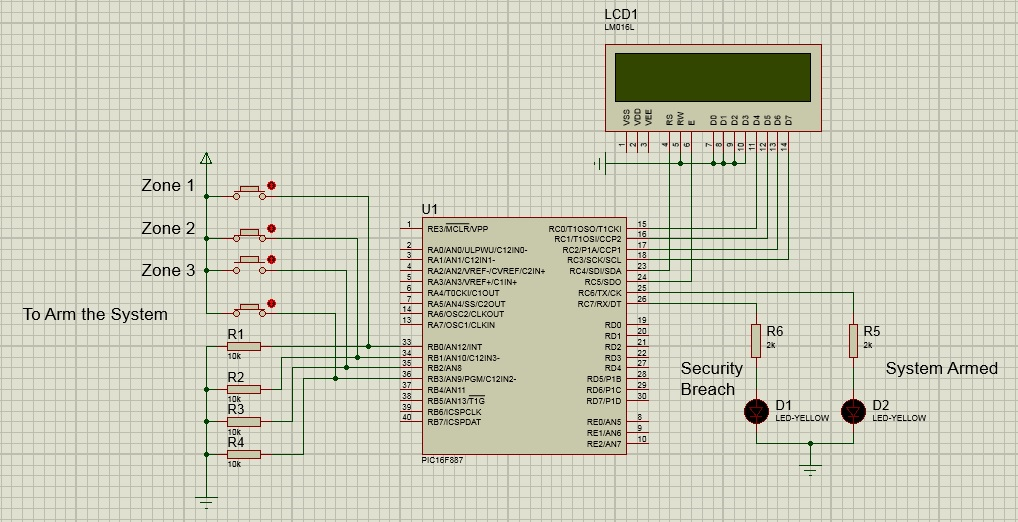 LCD1
LM016L
VSS VDD VEE RS RW E D0 D1 D2 D3 D4 D5 D6 D7
1 2 3 4 5 6 7 8 9 10 11 12 13 14
Zone 1
Zone 2
Zone 3
To Arm the System
R1
10k
R2
10k
R3
10k
R4
10k
U1
1 RE3/MCLR/VPP
2 RA0/AN0/ULPWU/C12IN0-
3 RA1/AN1/C12IN1-
4 RA2/AN2/VREF-/CVREF/C2IN+
5 RA3/AN3/VREF+/C1IN+
6 RA4/T0CKI/C1OUT
7 RA5/AN4/SS/C2OUT
14 RA6/OSC2/CLKOUT
13 RA7/OSC1/CLKIN
33 RB0/AN12/INT
34 RB1/AN10/C12IN3-
35 RB2/AN8
36 RB3/AN9/PGM/C12IN2-
37 RB4/AN11
38 RB5/AN13/T1G
39 RB6/ICSPCLK
40 RB7/ICSPDAT
RC0/T1OSO/T1CKI 15
RC1/T1OSI/CCP2 16
RC2/P1A/CCP1 17
RC3/SCK/SCL 18
RC4/SDI/SDA 23
RC5/SDO 24
RC6/TX/CK 25
RC7/RX/DT 26
RD0 19
RD1 20
RD2 21
RD3 22
RD4 27
RD5/P1B 28
RD6/P1C 29
RD7/P1D 30
RE0/AN5 8
RE1/AN6 9
RE2/AN7 10
PIC16F887
R6
2k
R5
2k
Security
Breach
System Armed
D1
LED-YELLOW
D2
LED-YELLOW